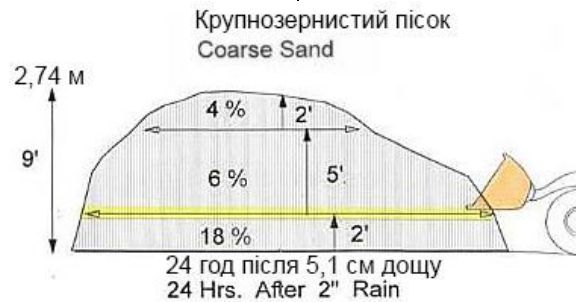 Крупнозернистий пісок
Coarse Sand
2,74 м
4 %
2'
9'
6 %
5'
18 %
2'
24 год після 5,1 см дощу
24 Hrs. After 2" Rain